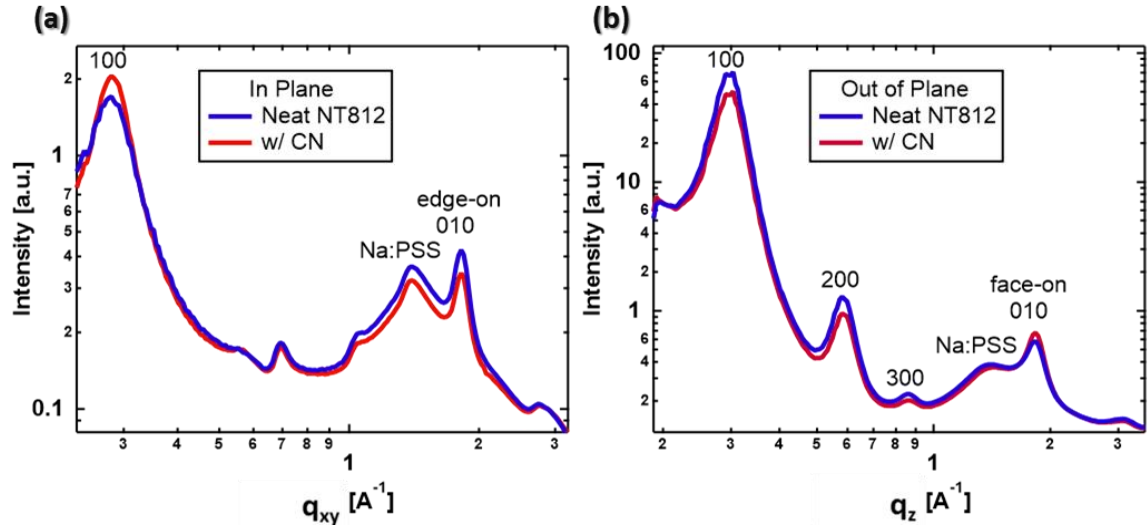 (a)
Intensity [a.u.]
2
1
7
6
5
4
3
2
0.1
100
In Plane
Neat NT812
w/ CN
edge-on
010
Na:PSS
3 4 5 6 7 8 9 1 2 3
qxy [A-1]
(b)
Intensity [a.u.]
100
6
4
2
10
6
4
2
1
6
4
2
100
Out of Plane
Neat NT812
w/ CN
200
300
face-on
010
Na:PSS
2 3 4 5 6 7 8 9 1 2 3
qz [A-1]